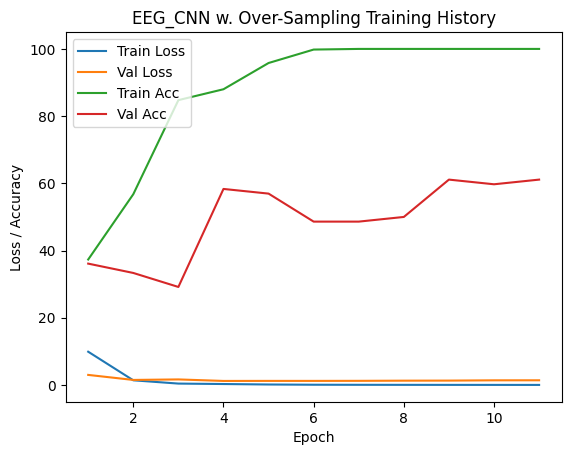 EEG_CNN w. Over-Sampling Training History
Train Loss
Val Loss
Train Acc
Val Acc
Loss / Accuracy
100
80
60
40
20
0
2
4
6
8
10
Epoch